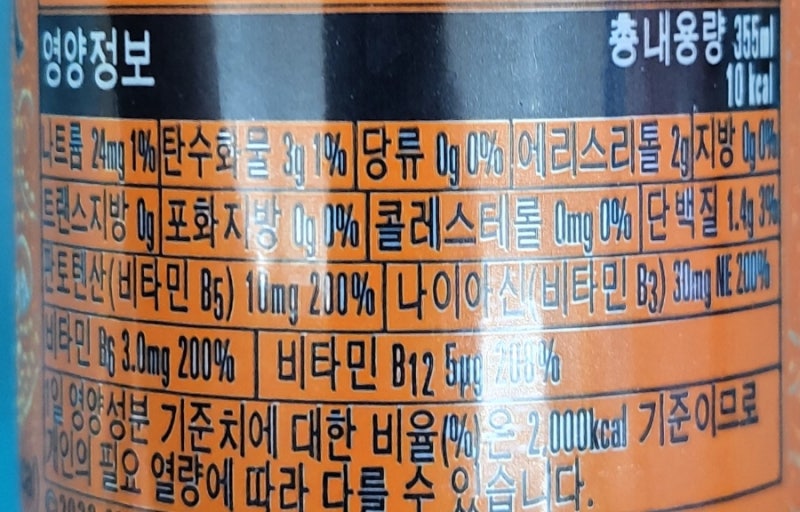 영양정보 총내용량 355ml
10 kcal
나트륨 24mg 1% 탄수화물 3g 1% 당류 0g 0% 에리스리톨 2g 지방 0g 0%
트랜스지방 0g 포화지방 0g 0% 콜레스테롤 0mg 0% 단백질 1.4g 3%
판토텐산(비타민 B5) 10mg 200% 나이아신(비타민 B3) 30mg NE 200%
비타민 B6 3.0mg 200% 비타민 B12 5µg 208%
1일 영양성분 기준치에 대한 비율(%)은 2,000kcal 기준이므로
개인의 필요 열량에 따라 다를 수 있습니다.